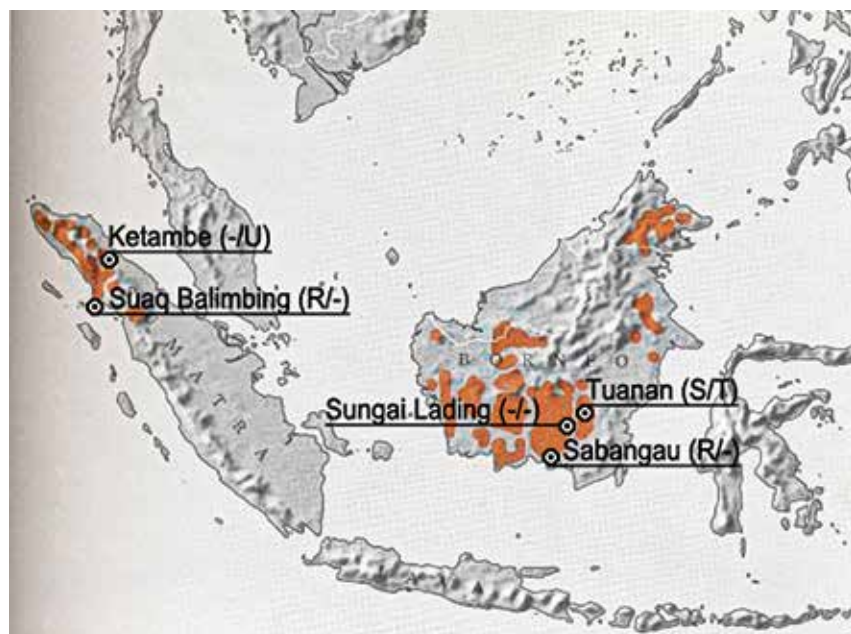 Ketambe (-/U)
Suaq Balimbing (R/-)
MATRA
BORNEO
Tuanan (S/T)
Sungai Lading (-/-)
Sabangau (R/-)